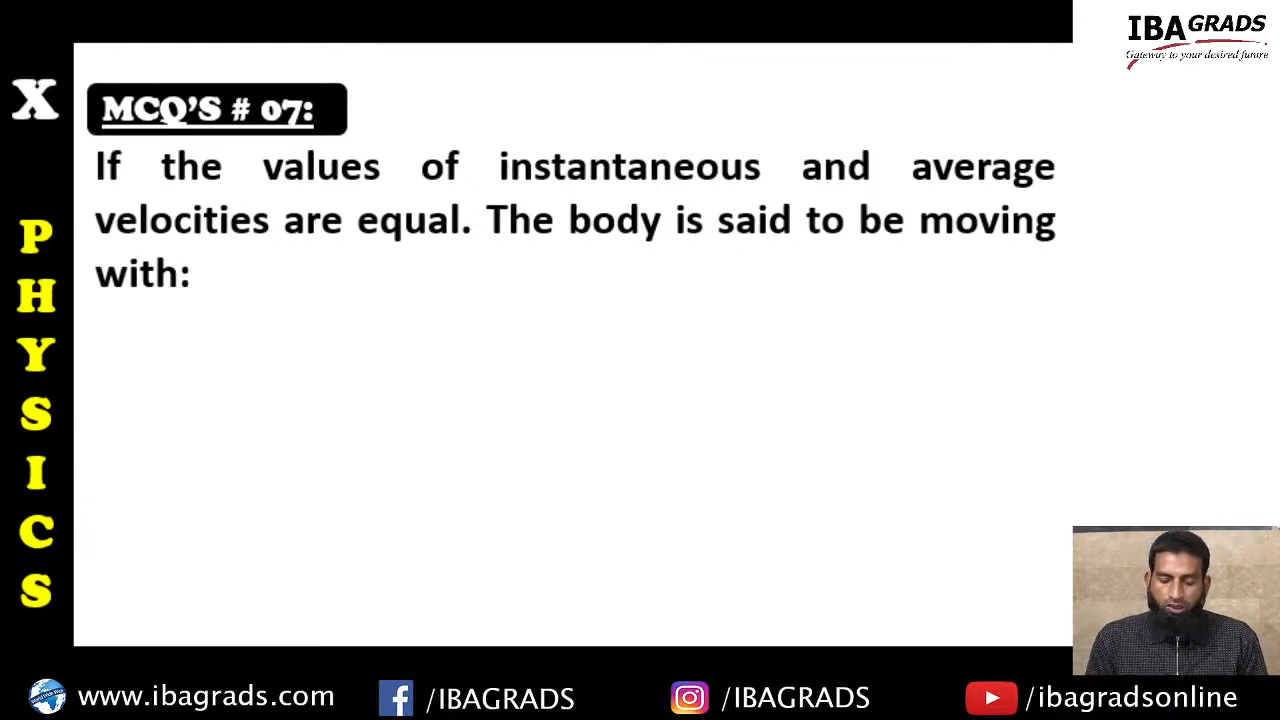 IBA GRADS
Gateway to your desired future
X
PHYSICS
MCQ'S # 07:
If the values of instantaneous and average
velocities are equal. The body is said to be moving
with:
www.ibagrads.com
/IBAGRADS
/IBAGRADS
/ibagradsonline